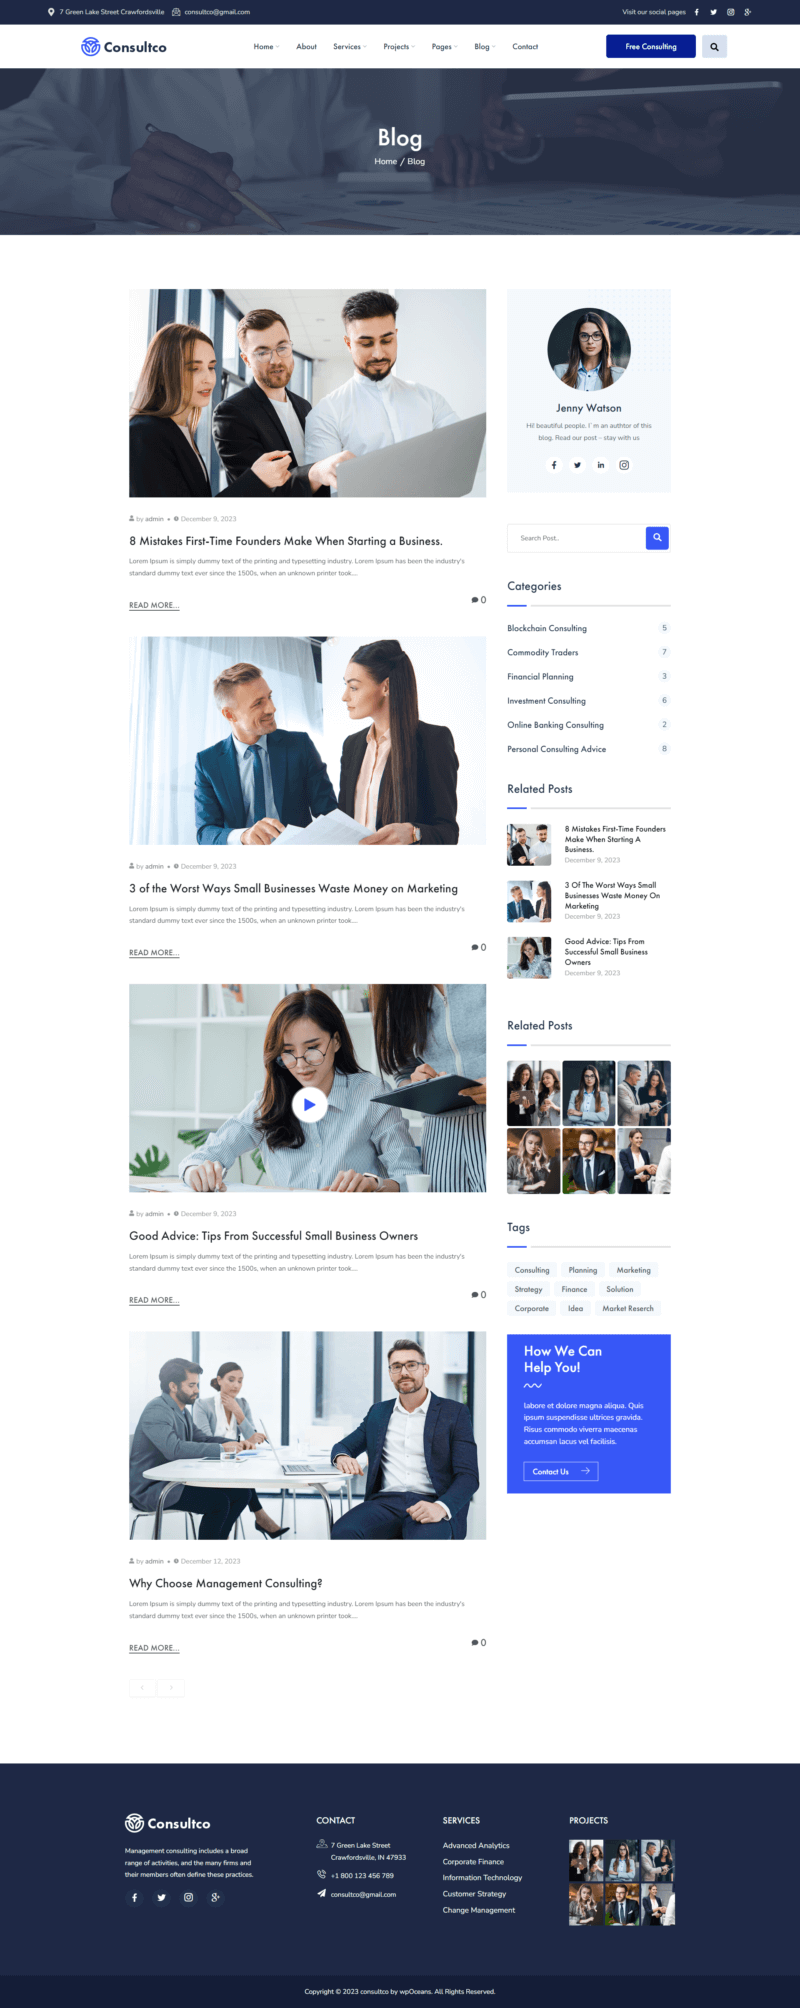 7 Green Lake Street Crawfordsville consultco@gmail.com Visit our social pages
Consultco Home About Services Projects Pages Blog Contact Free Consulting
Blog
Home / Blog
by admin December 9, 2023
8 Mistakes First-Time Founders Make When Starting a Business.
Lorem Ipsum is simply dummy text of the printing and typesetting industry. Lorem Ipsum has been the industry's
standard dummy text ever since the 1500s, when an unknown printer took...
READ MORE... 0
by admin December 9, 2023
3 of the Worst Ways Small Businesses Waste Money on Marketing
Lorem Ipsum is simply dummy text of the printing and typesetting industry. Lorem Ipsum has been the industry's
standard dummy text ever since the 1500s, when an unknown printer took...
READ MORE... 0
by admin December 9, 2023
Good Advice: Tips From Successful Small Business Owners
Lorem Ipsum is simply dummy text of the printing and typesetting industry. Lorem Ipsum has been the industry's
standard dummy text ever since the 1500s, when an unknown printer took...
READ MORE... 0
by admin December 12, 2023
Why Choose Management Consulting?
Lorem Ipsum is simply dummy text of the printing and typesetting industry. Lorem Ipsum has been the industry's
standard dummy text ever since the 1500s, when an unknown printer took...
READ MORE... 0
Jenny Watson
Hi! beautiful people. I`m an authtor of this
blog. Read our post - stay with us
Search Post..
Categories
Blockchain Consulting 5
Commodity Traders 7
Financial Planning 3
Investment Consulting 6
Online Banking Consulting 2
Personal Consulting Advice 8
Related Posts
8 Mistakes First-Time Founders
Make When Starting A
Business.
December 9, 2023
3 Of The Worst Ways Small
Businesses Waste Money On
Marketing
December 9, 2023
Good Advice: Tips From
Successful Small Business
Owners
December 9, 2023
Related Posts
Tags
Consulting Planning Marketing
Strategy Finance Solution
Corporate Idea Market Reserch
How We Can
Help You!
labore et dolore magna aliqua. Quis
ipsum suspendisse ultrices gravida.
Risus commodo viverra maecenas
accumsan lacus vel facilisis.
Contact Us
Consultco
Management consulting includes a broad
range of activities, and the many firms and
their members often define these practices.
CONTACT
7 Green Lake Street
Crawfordsville, IN 47933
+1 800 123 456 789
consultco@gmail.com
SERVICES
Advanced Analytics
Corporate Finance
Information Technology
Customer Strategy
Change Management
PROJECTS
Copyright © 2023 consultco by wpOceans. All Rights Reserved.